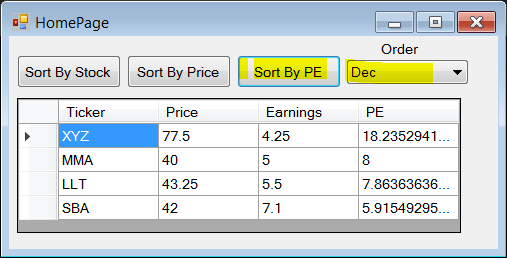 HomePage
Order
Sort By Stock Sort By Price Sort By PE Dec
Ticker Price Earnings PE
XYZ 77.5 4.25 18.2352941...
MMA 40 5 8
LLT 43.25 5.5 7.86363636...
SBA 42 7.1 5.91549295...